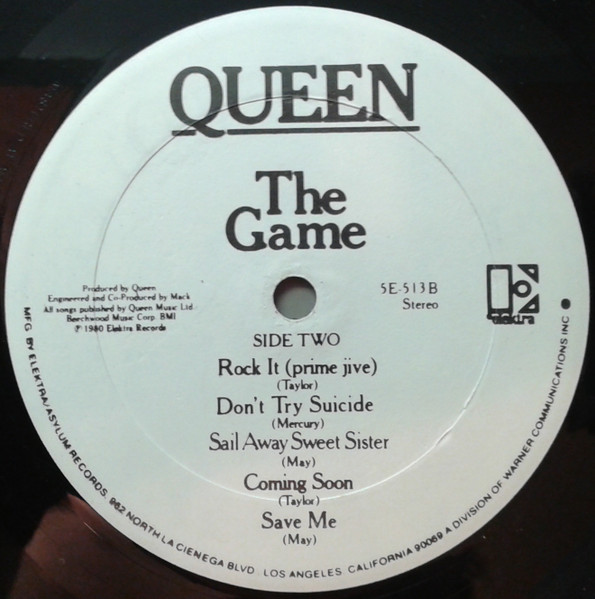 QUEEN
The
Game
Produced by Queen
Engineered and Co-Produced by Mack
All songs published by Queen Music Ltd.
Beechwood Music Corp. BMI
℗ 1980 Elektra Records
5E-513B
Stereo
elektra
SIDE TWO
Rock It (prime jive)
(Taylor)
Don't Try Suicide
(Mercury)
Sail Away Sweet Sister
(May)
Coming Soon
(Taylor)
Save Me
(May)
MFG. BY ELEKTRA/ASYLUM RECORDS, 962 NORTH LA CIENEGA BLVD., LOS ANGELES, CALIFORNIA 90069 A DIVISION OF WARNER COMMUNICATIONS INC.